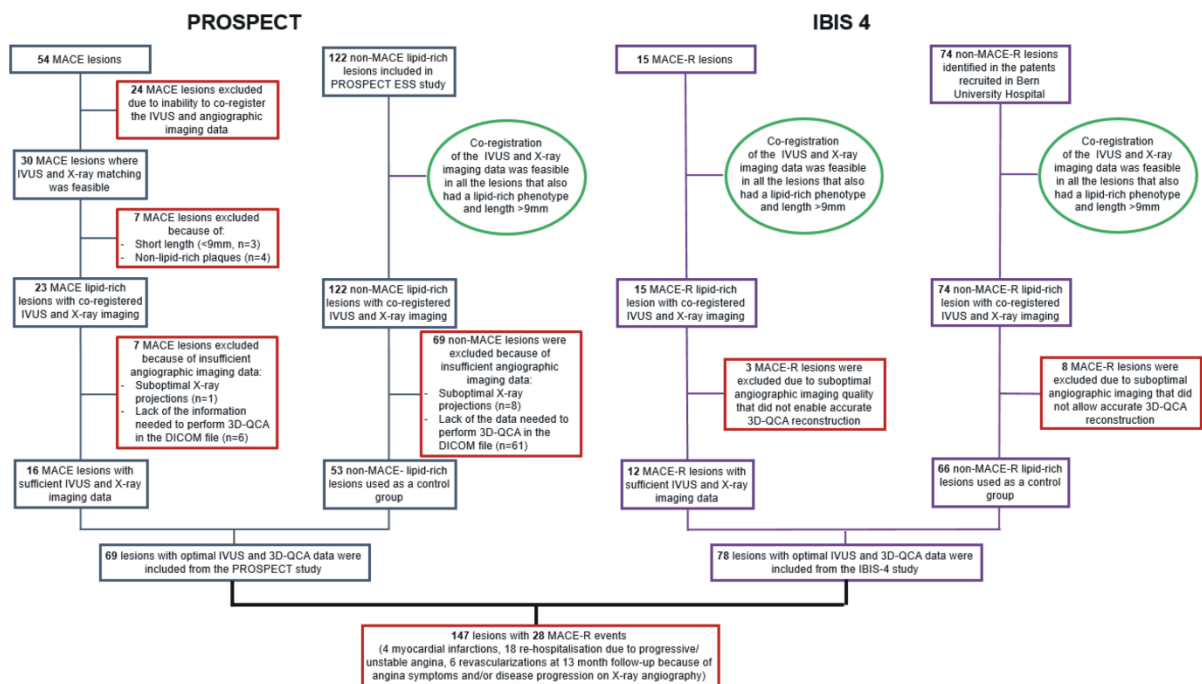 PROSPECT
54 MACE lesions
24 MACE lesions excluded
due to inability to co-register
the IVUS and angiographic
imaging data
30 MACE lesions where
IVUS and X-ray matching
was feasible
7 MACE lesions excluded
because of:
- Short length (<9mm, n=3)
- Non-lipid-rich plaques (n=4)
23 MACE lipid-rich
lesions with co-registered
IVUS and X-ray imaging
7 MACE lesions excluded
because of insufficient
angiographic imaging data:
- Suboptimal X-ray
projections (n=1)
- Lack of the information
needed to perform 3D-QCA
in the DICOM file (n=6)
16 MACE lesions with
sufficient IVUS and X-ray
imaging data
122 non-MACE lipid-rich
lesions included in
PROSPECT ESS study
Co-registration
of the IVUS and X-ray
imaging data was feasible
in all the lesions that also
had a lipid-rich phenotype
and length >9mm
122 non-MACE lipid-rich
lesions with co-registered
IVUS and X-ray imaging
69 non-MACE lesions were
excluded because of
insufficient angiographic
imaging data:
- Suboptimal X-ray
projections (n=8)
- Lack of the data needed to
perform 3D-QCA in the
DICOM file (n=61)
53 non-MACE- lipid-rich
lesions used as a control
group
69 lesions with optimal IVUS and 3D-QCA data were
included from the PROSPECT study
IBIS 4
15 MACE-R lesions
Co-registration
of the IVUS and X-ray
imaging data was feasible
in all the lesions that also
had a lipid-rich phenotype
and length >9mm
15 MACE-R lipid-rich
lesion with co-registered
IVUS and X-ray imaging
3 MACE-R lesions were
excluded due to suboptimal
angiographic imaging quality
that did not enable accurate
3D-QCA reconstruction
12 MACE-R lesions with
sufficient IVUS and X-ray
imaging data
74 non-MACE-R lesions
identified in the patents
recruited in Bern
University Hospital
Co-registration
of the IVUS and X-ray
imaging data was feasible
in all the lesions that also
had a lipid-rich phenotype
and length >9mm
74 non-MACE-R lipid-rich
lesion with co-registered
IVUS and X-ray imaging
8 MACE-R lesions were
excluded due to suboptimal
angiographic imaging that did
not allow accurate 3D-QCA
reconstruction
66 non-MACE-R lipid-rich
lesions used as a control
group
78 lesions with optimal IVUS and 3D-QCA data were
included from the IBIS-4 study
147 lesions with 28 MACE-R events
(4 myocardial infarctions, 18 re-hospitalisation due to progressive/
unstable angina, 6 revascularizations at 13 month follow-up because of
angina symptoms and/or disease progression on X-ray angiography)